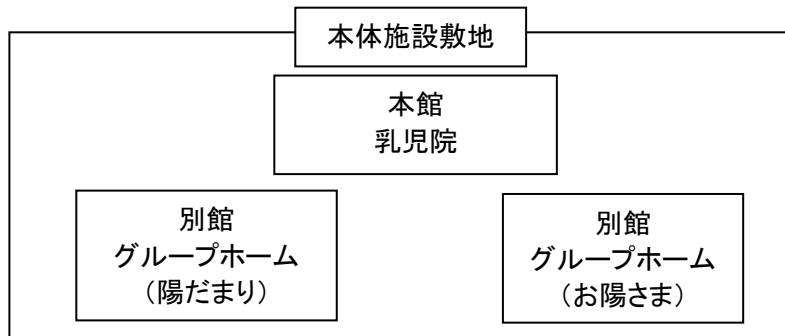 本体施設敷地
本館
乳児院
別館
グループホーム
（陽だまり）
別館
グループホーム
（お陽さま）